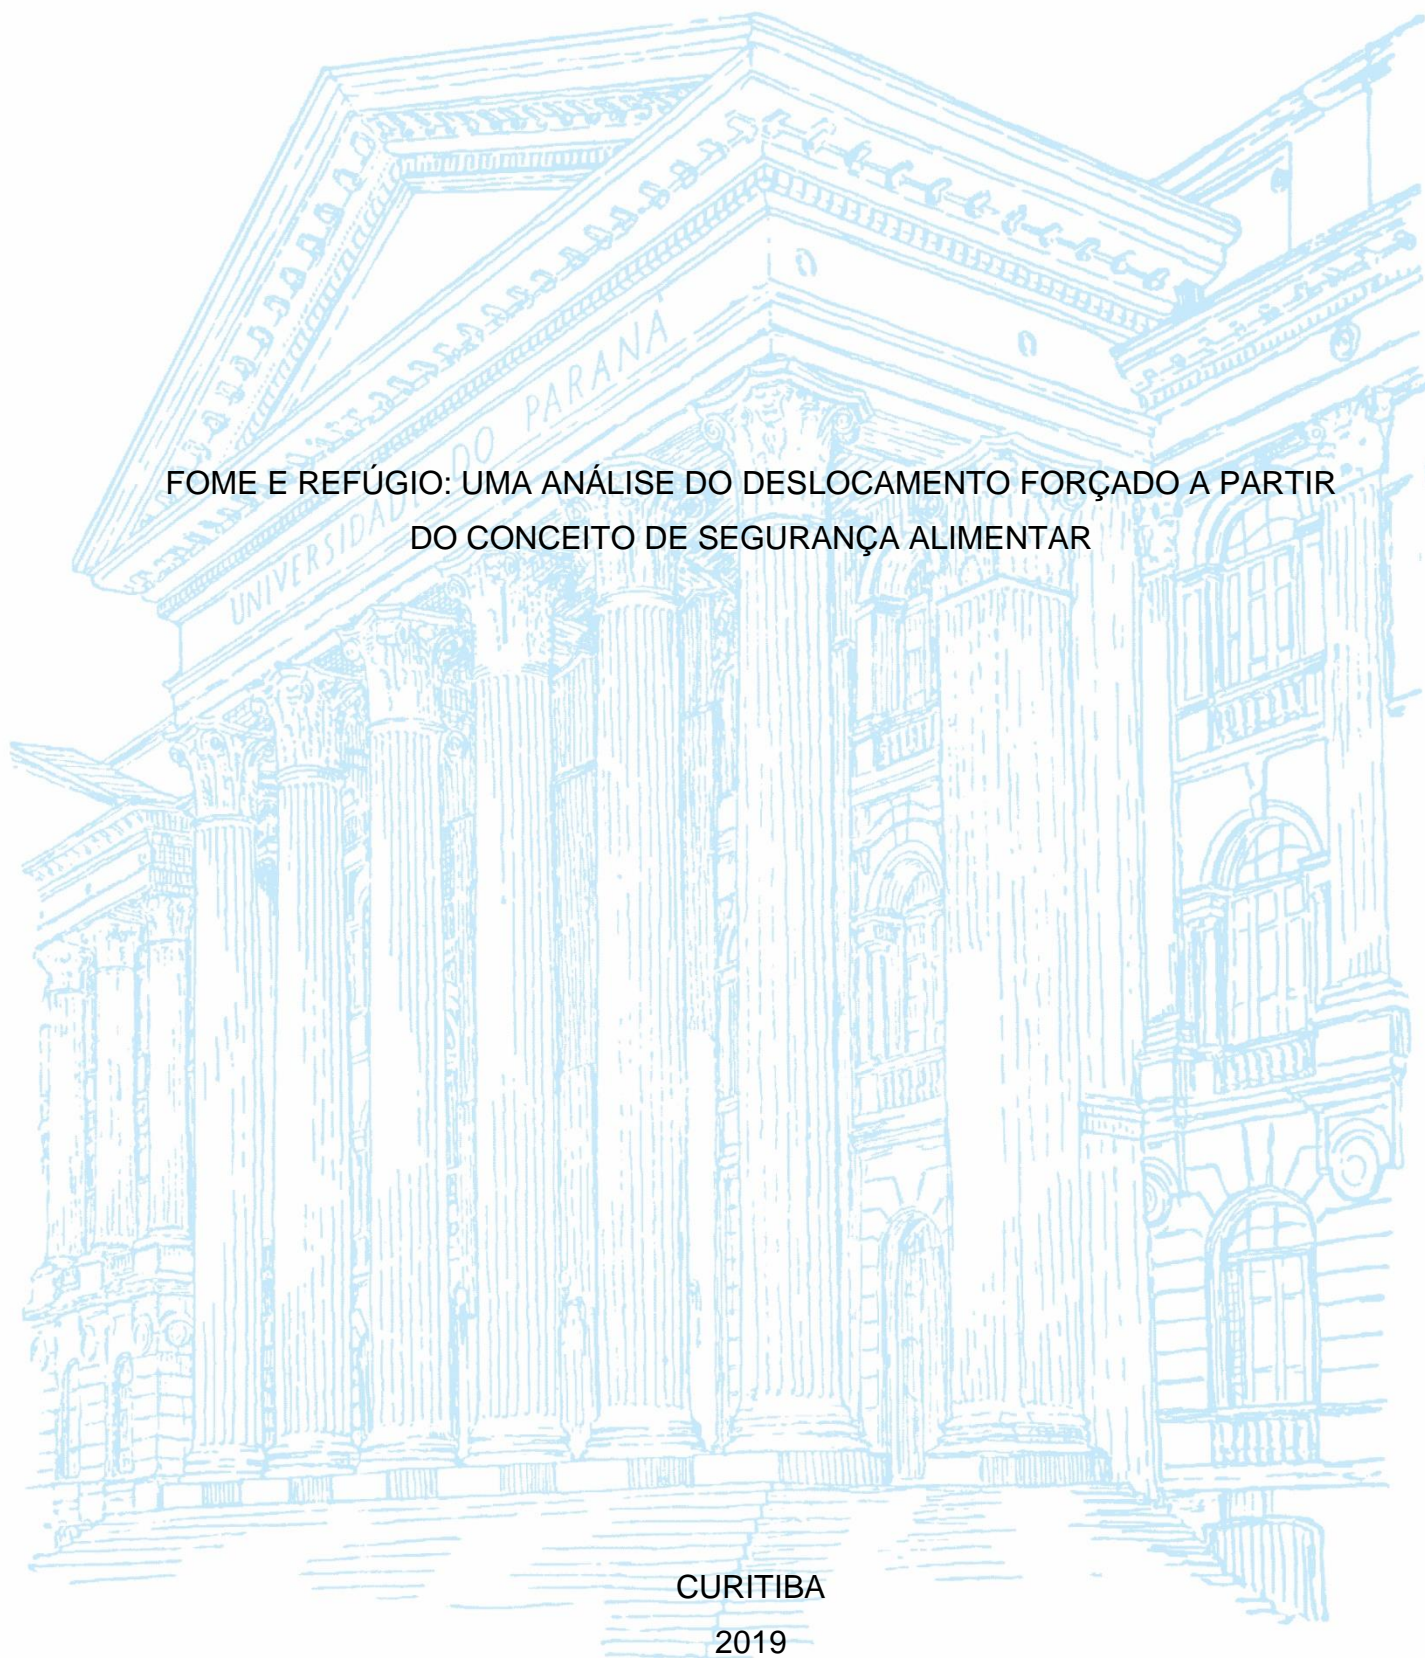 UNIVERSIDADE DO PARANÁ
FOME E REFÚGIO: UMA ANÁLISE DO DESLOCAMENTO FORÇADO A PARTIR
DO CONCEITO DE SEGURANÇA ALIMENTAR
CURITIBA
2019